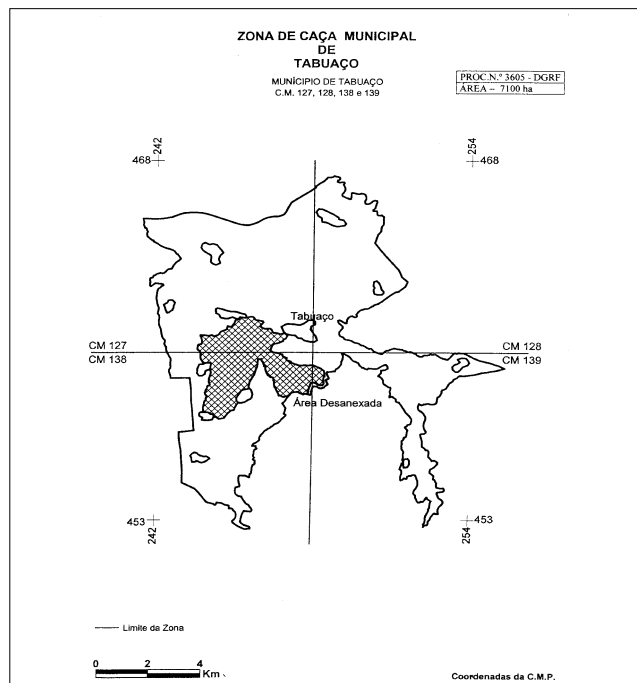 ZONA DE CAÇA MUNICIPAL
DE
TABUAÇO
MUNÍCIPIO DE TABUAÇO
C.M. 127, 128, 138 e 139
PROC.N.º 3605 - DGRF
ÁREA - 7100 ha
242
254
468
468
Tabuaço
CM 127
CM 128
CM 138
CM 139
Área Desanexada
453
453
242
254
Limite da Zona
0 2 4
Km
Coordenadas da C.M.P.